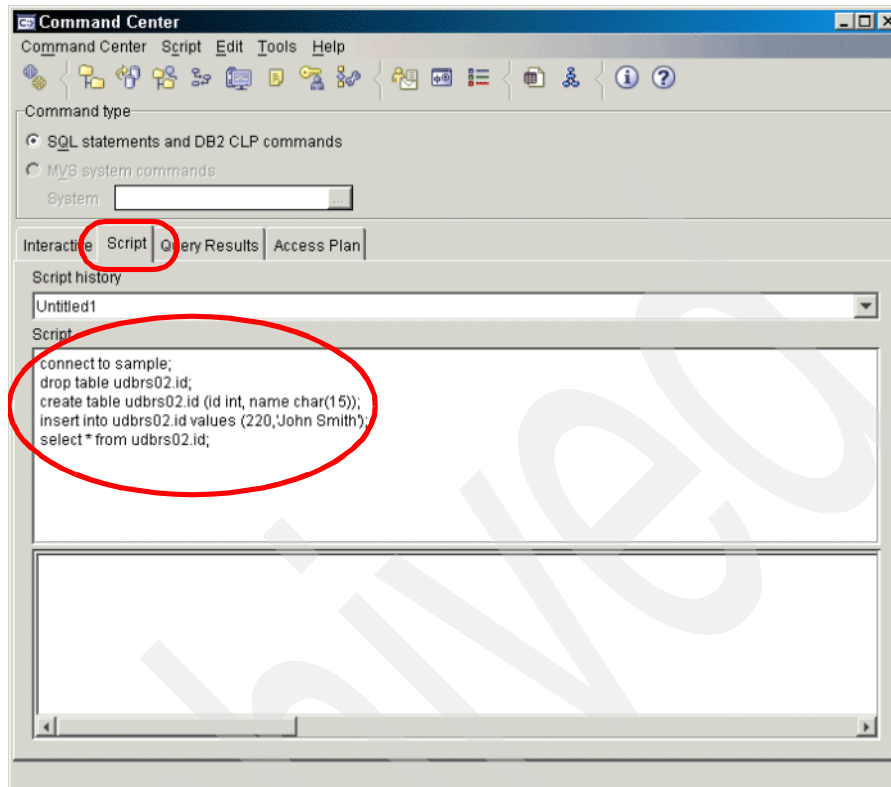 Command Center
Command Center Script Edit Tools Help
Command type
SQL statements and DB2 CLP commands
MVS system commands
System
...
Interactive Script Query Results Access Plan
Script history
Untitled1
Script
connect to sample;
drop table udbrs02.id;
create table udbrs02.id (id int, name char(15));
insert into udbrs02.id values (220,'John Smith');
select * from udbrs02.id;
hived